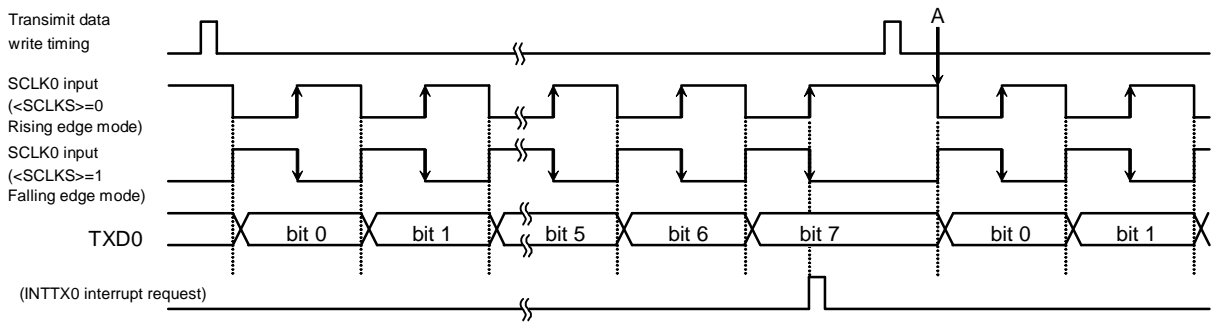 Transimit data
write timing
A
SCLK0 input
(<SCLKS>=0
Rising edge mode)
SCLK0 input
(<SCLKS>=1
Falling edge mode)
TXD0
bit 0
bit 1
bit 5
bit 6
bit 7
bit 0
bit 1
(INTTX0 interrupt request)